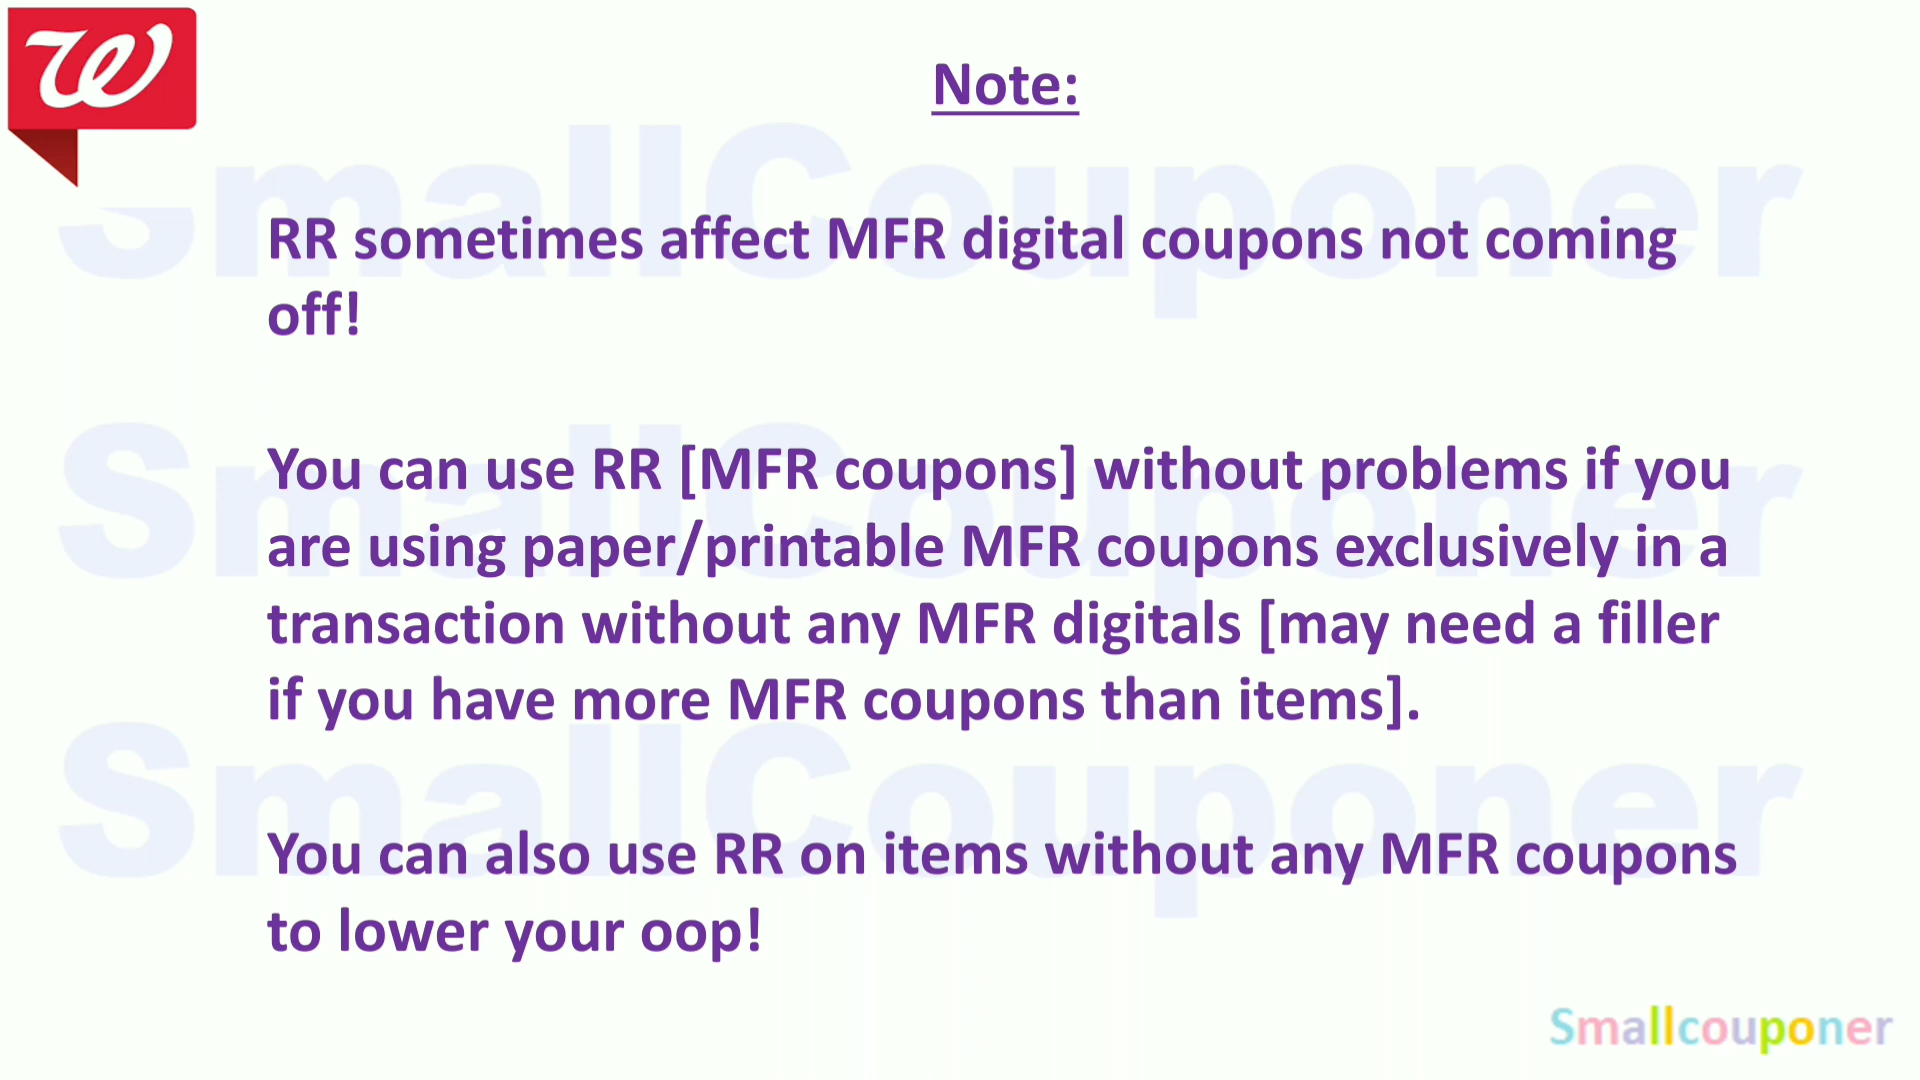 W
Note:
RR sometimes affect MFR digital coupons not coming
off!
You can use RR [MFR coupons] without problems if you
are using paper/printable MFR coupons exclusively in a
transaction without any MFR digitals [may need a filler
if you have more MFR coupons than items].
You can also use RR on items without any MFR coupons
to lower your oop!
SmallCouponer
SmallCouponer
SmallCouponer
Smallcouponer